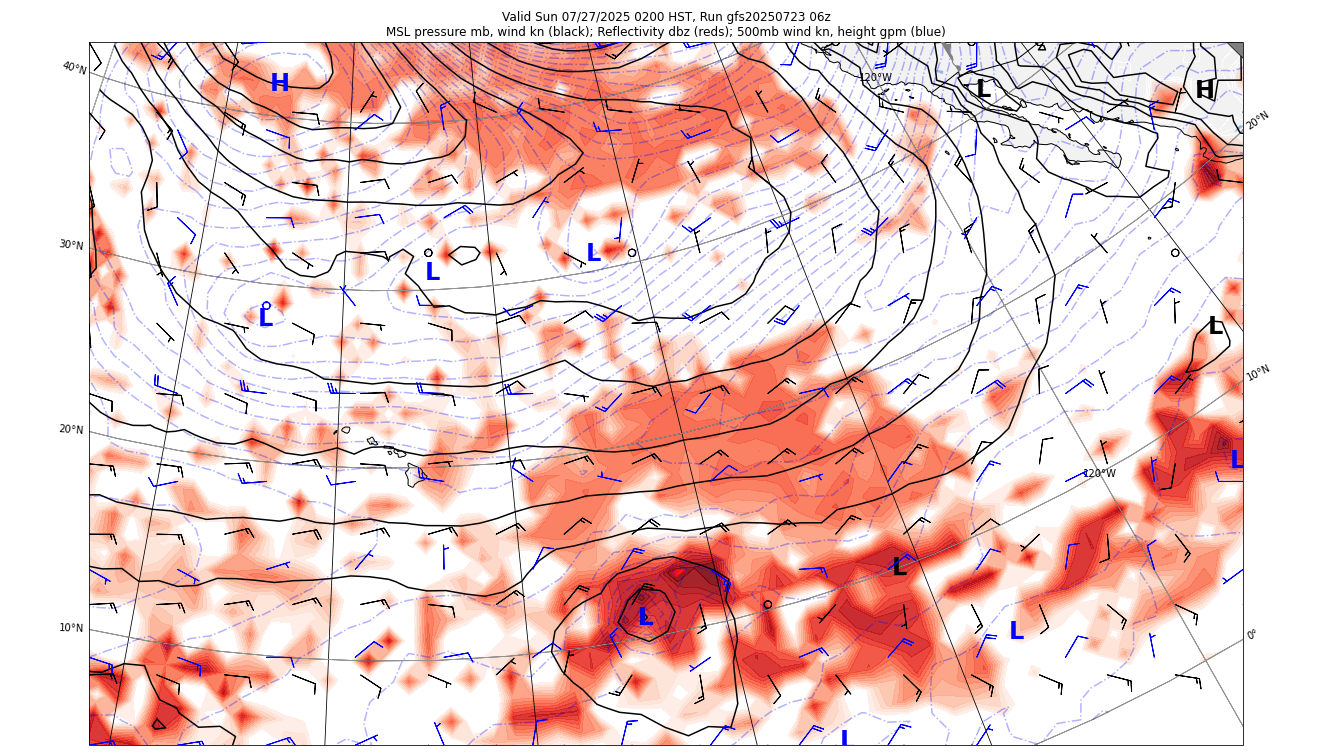 Valid Sun 07/27/2025 0200 HST, Run gfs20250723 06z
MSL pressure mb, wind kn (black); Reflectivity dbz (reds); 500mb wind kn, height gpm (blue)
40°N
H
120°W
L
H
20°N
30°N
L
L
L
L
10°N
20°N
L
120°W
L
10°N
L
L
0°
L